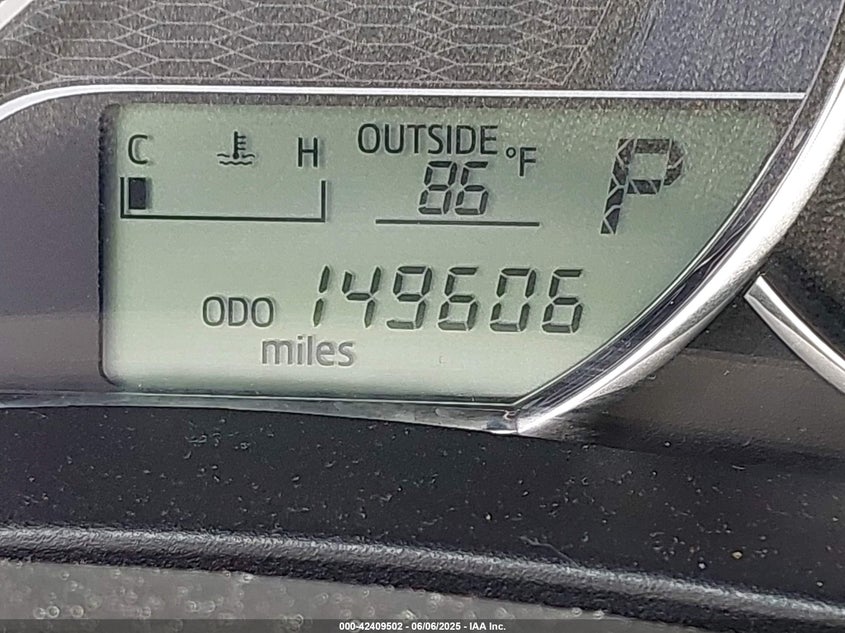 C H OUTSIDE °F P
86
ODO 149606
miles
000-42409502 - 06/06/2025 - IAA Inc.